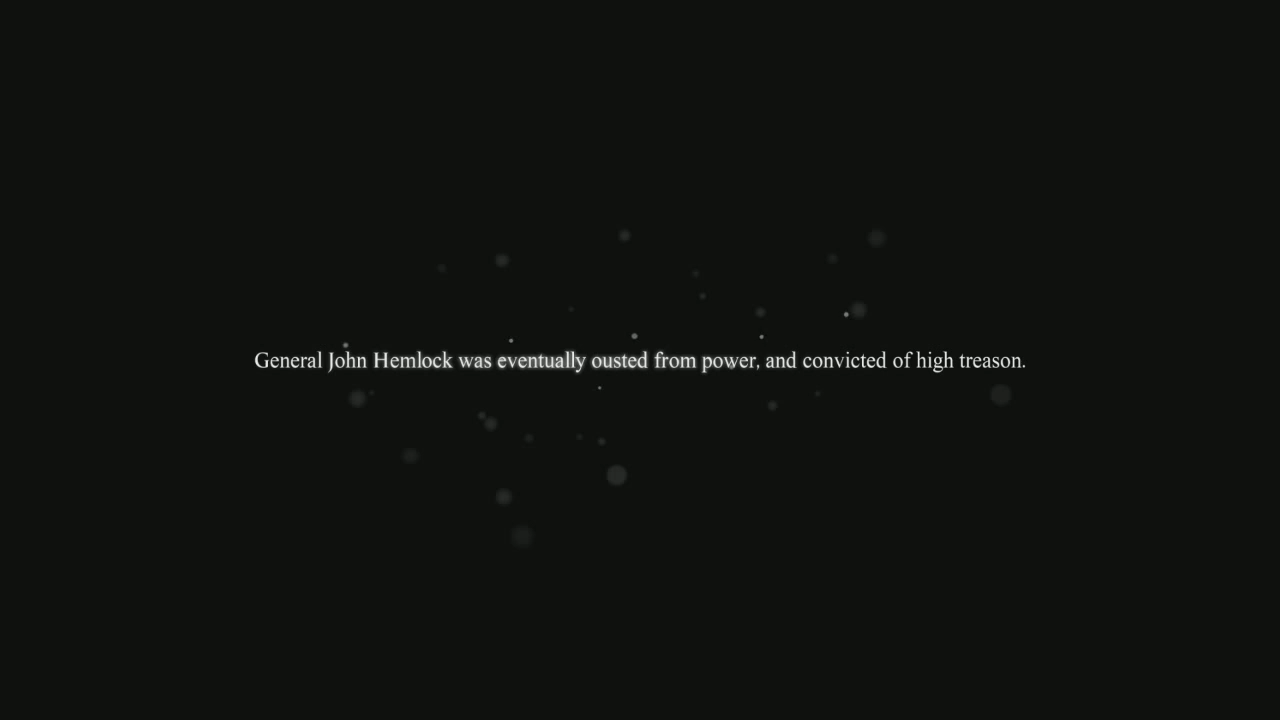 General John Hemlock was eventually ousted from power, and convicted of high treason.